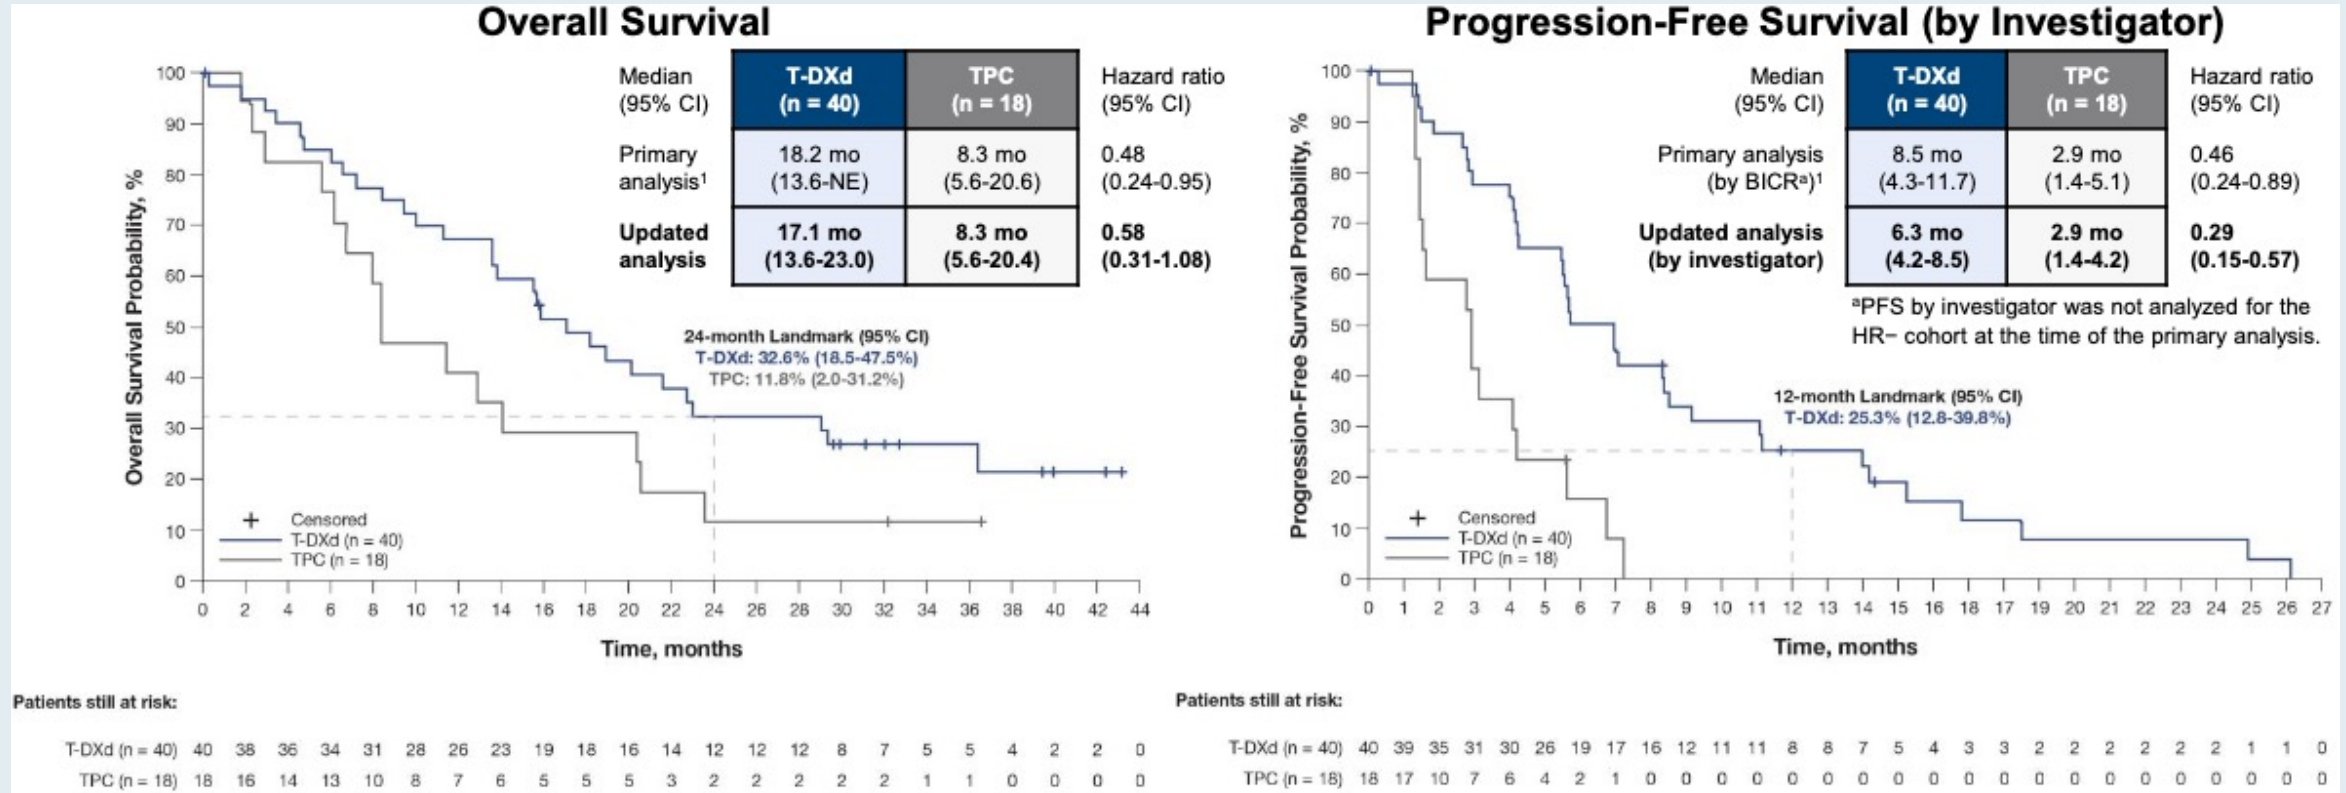 Overall Survival
Overall Survival Probability, %
100
90
80
70
60
50
40
30
20
10
0
Median
(95% CI)
T-DXd
(n = 40)
TPC
(n = 18)
Hazard ratio
(95% CI)
Primary
analysis¹
18.2 mo
(13.6-NE)
8.3 mo
(5.6-20.6)
0.48
(0.24-0.95)
Updated
analysis
17.1 mo
(13.6-23.0)
8.3 mo
(5.6-20.4)
0.58
(0.31-1.08)
24-month Landmark (95% CI)
T-DXd: 32.6% (18.5-47.5%)
TPC: 11.8% (2.0-31.2%)
+ Censored
T-DXd (n = 40)
TPC (n = 18)
0 2 4 6 8 10 12 14 16 18 20 22 24 26 28 30 32 34 36 38 40 42 44
Time, months
Patients still at risk:
T-DXd (n = 40) 40 38 36 34 31 28 26 23 19 18 16 14 12 12 12 8 7 5 5 4 2 2 0
TPC (n = 18) 18 16 14 13 10 8 7 6 5 5 5 3 2 2 2 2 2 1 1 0 0 0 0
Progression-Free Survival (by Investigator)
Progression-Free Survival Probability, %
100
90
80
70
60
50
40
30
20
10
0
Median
(95% CI)
T-DXd
(n = 40)
TPC
(n = 18)
Hazard ratio
(95% CI)
Primary analysis
(by BICRᵃ)¹
8.5 mo
(4.3-11.7)
2.9 mo
(1.4-5.1)
0.46
(0.24-0.89)
Updated analysis
(by investigator)
6.3 mo
(4.2-8.5)
2.9 mo
(1.4-4.2)
0.29
(0.15-0.57)
ᵃPFS by investigator was not analyzed for the
HR− cohort at the time of the primary analysis.
12-month Landmark (95% CI)
T-DXd: 25.3% (12.8-39.8%)
+ Censored
T-DXd (n = 40)
TPC (n = 18)
0 1 2 3 4 5 6 7 8 9 10 11 12 13 14 15 16 18 17 19 20 21 22 23 24 25 26 27
Time, months
Patients still at risk:
T-DXd (n = 40) 40 39 35 31 30 26 19 17 16 12 11 11 8 8 7 5 4 3 3 2 2 2 2 2 2 1 1 0
TPC (n = 18) 18 17 10 7 6 4 2 1 0 0 0 0 0 0 0 0 0 0 0 0 0 0 0 0 0 0 0 0